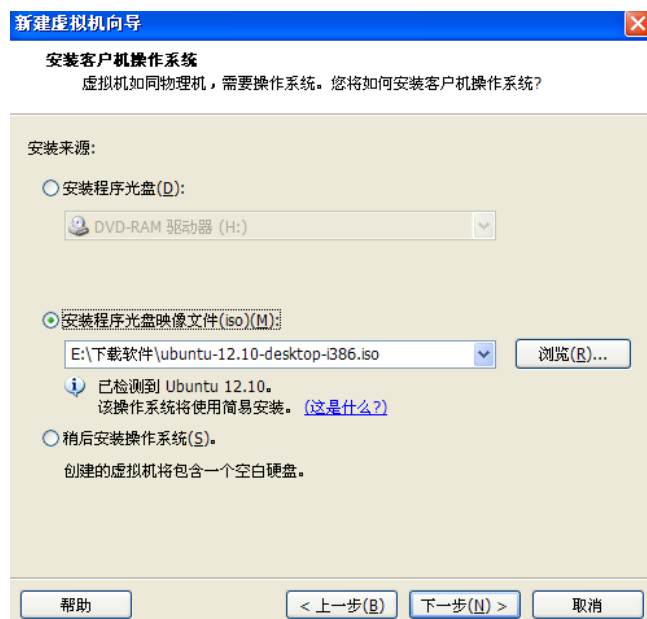 新建虚拟机向导
安装客户机操作系统
虚拟机如同物理机，需要操作系统。您将如何安装客户机操作系统?
安装来源:
安装程序光盘(D):
DVD-RAM 驱动器 (H:)
安装程序光盘映像文件(iso)(M):
E:\下载软件\ubuntu-12.10-desktop-i386.iso
浏览(R)...
已检测到 Ubuntu 12.10。
该操作系统将使用简易安装。 (这是什么?)
稍后安装操作系统(S)。
创建的虚拟机将包含一个空白硬盘。
帮助 < 上一步(B) 下一步(N) > 取消